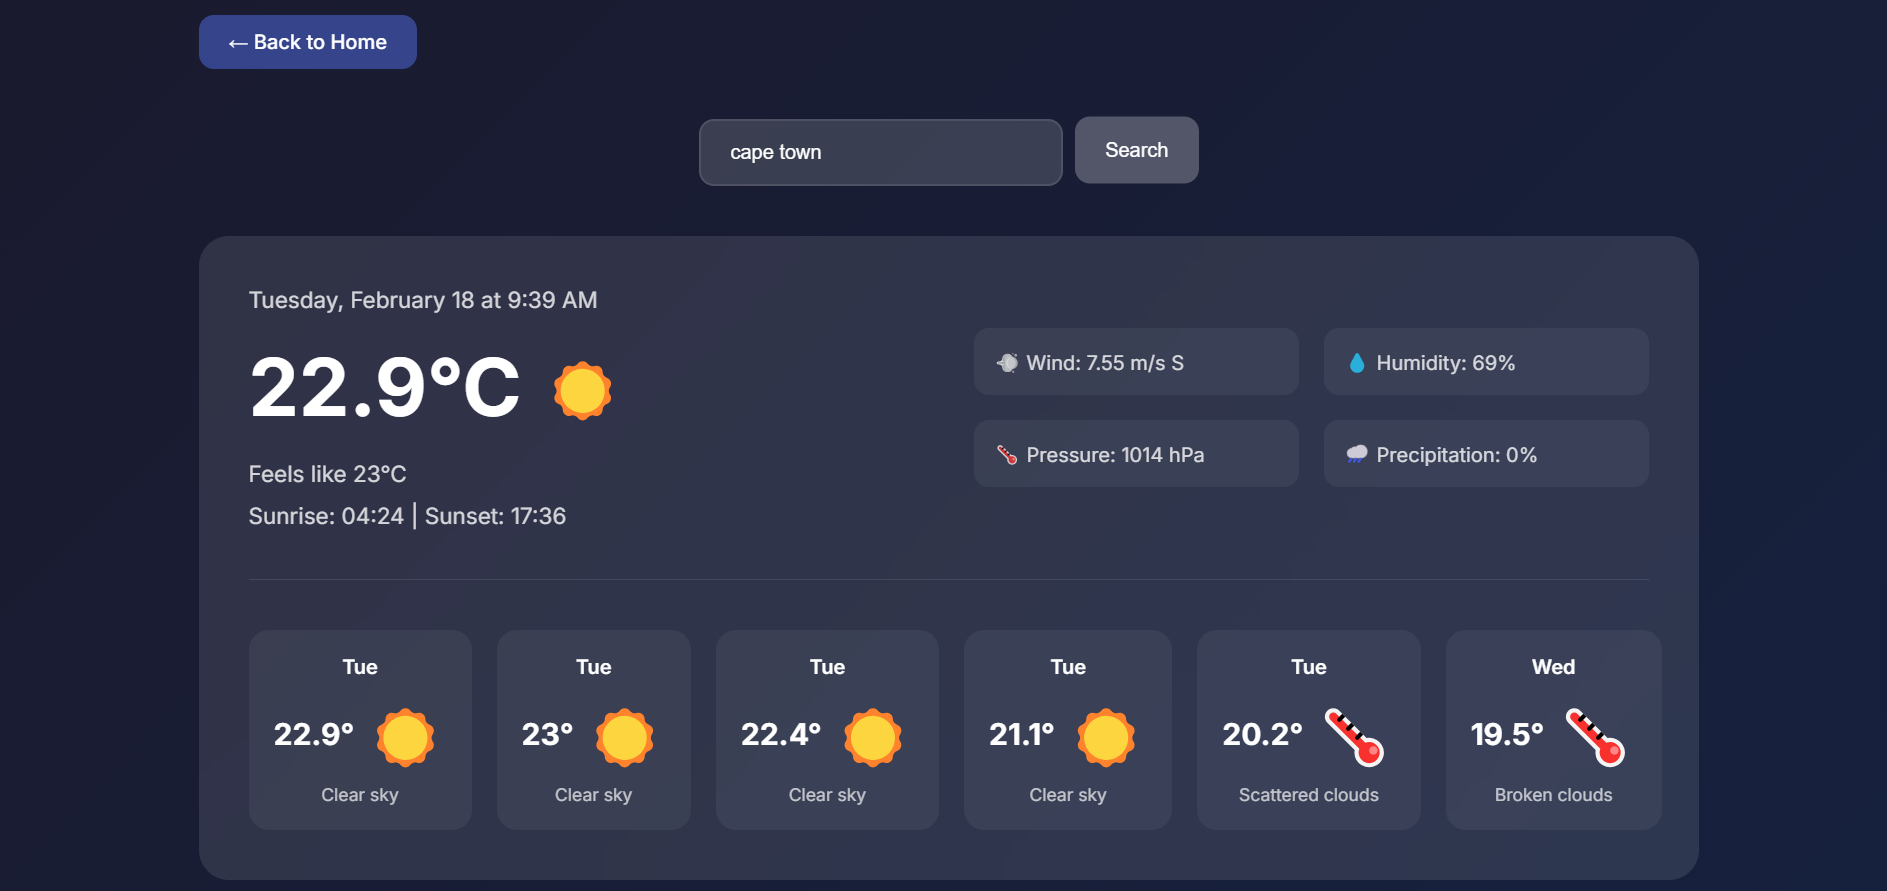 ← Back to Home
cape town
Search
Tuesday, February 18 at 9:39 AM
22.9°C
Feels like 23°C
Sunrise: 04:24 | Sunset: 17:36
Wind: 7.55 m/s S
Humidity: 69%
Pressure: 1014 hPa
Precipitation: 0%
Tue
22.9°
Clear sky
Tue
23°
Clear sky
Tue
22.4°
Clear sky
Tue
21.1°
Clear sky
Tue
20.2°
Scattered clouds
Wed
19.5°
Broken clouds